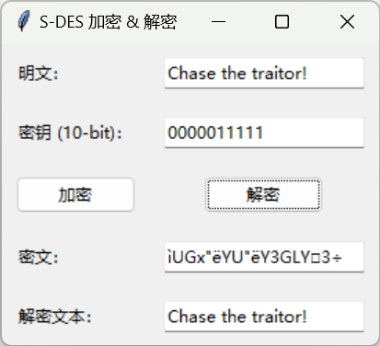 S-DES 加密 & 解密
明文: Chase the traitor!
密钥 (10-bit): 0000011111
加密 解密
密文: ìUGx"ëYU"ëY3GLY□3÷
解密文本: Chase the traitor!